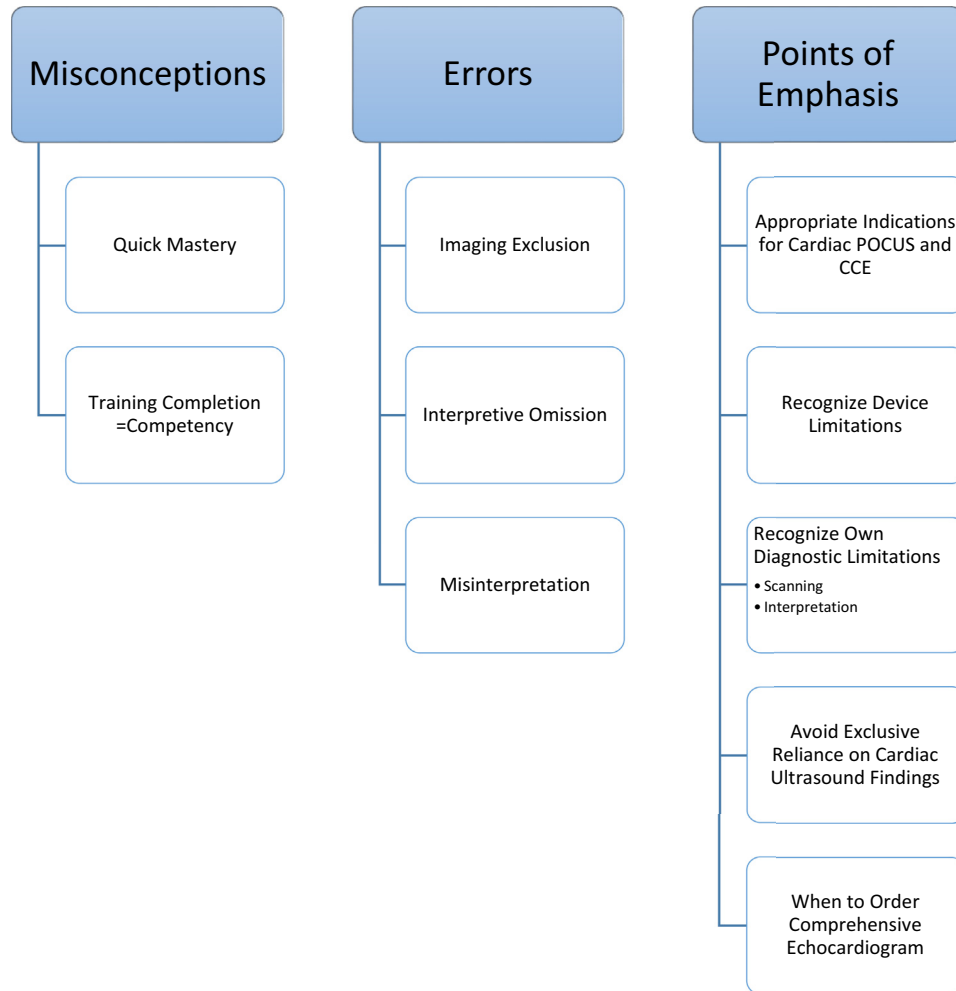 Misconceptions
Quick Mastery
Training Completion
=Competency
Errors
Imaging Exclusion
Interpretive Omission
Misinterpretation
Points of
Emphasis
Appropriate Indications
for Cardiac POCUS and
CCE
Recognize Device
Limitations
Recognize Own
Diagnostic Limitations
• Scanning
• Interpretation
Avoid Exclusive
Reliance on Cardiac
Ultrasound Findings
When to Order
Comprehensive
Echocardiogram